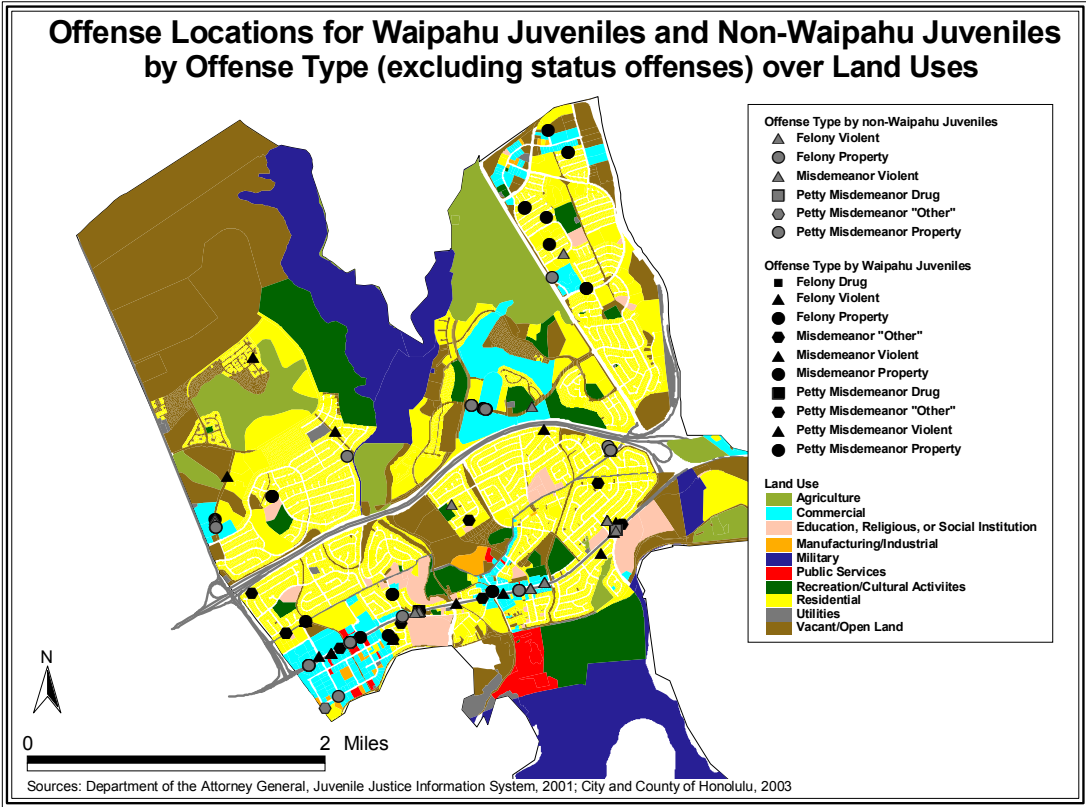 Offense Locations for Waipahu Juveniles and Non-Waipahu Juveniles
by Offense Type (excluding status offenses) over Land Uses
Offense Type by non-Waipahu Juveniles
Felony Violent
Felony Property
Misdemeanor Violent
Petty Misdemeanor Drug
Petty Misdemeanor "Other"
Petty Misdemeanor Property
Offense Type by Waipahu Juveniles
Felony Drug
Felony Violent
Felony Property
Misdemeanor "Other"
Misdemeanor Violent
Misdemeanor Property
Petty Misdemeanor Drug
Petty Misdemeanor "Other"
Petty Misdemeanor Violent
Petty Misdemeanor Property
Land Use
Agriculture
Commercial
Education, Religious, or Social Institution
Manufacturing/Industrial
Military
Public Services
Recreation/Cultural Activiites
Residential
Utilities
Vacant/Open Land
N
0 2 Miles
Sources: Department of the Attorney General, Juvenile Justice Information System, 2001; City and County of Honolulu, 2003